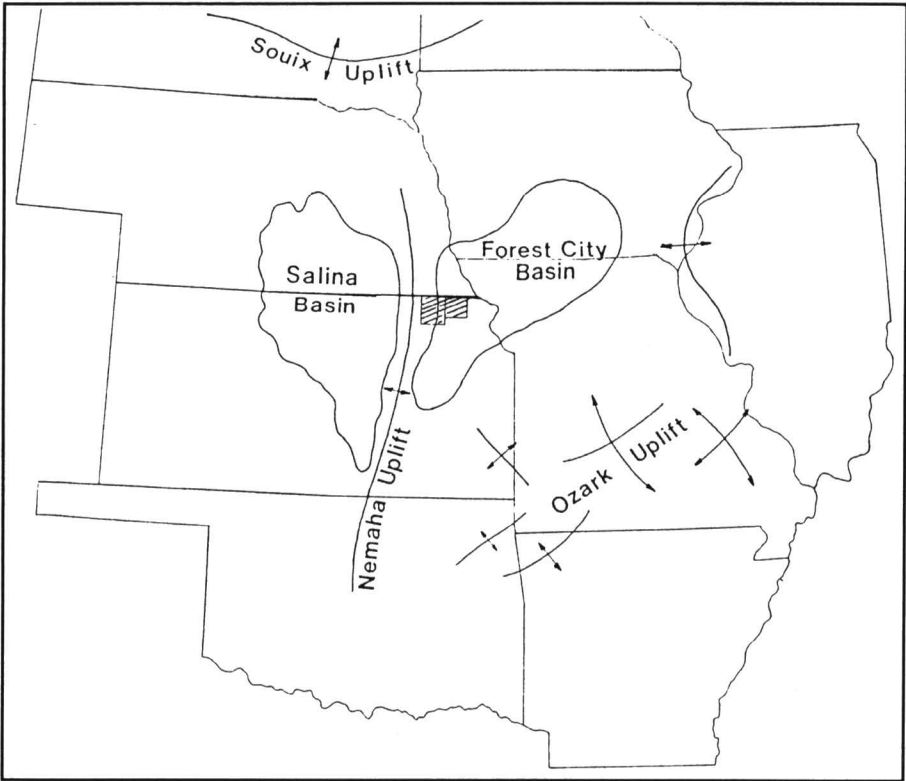 Souix Uplift
Forest City
Basin
Salina
Basin
Nemaha Uplift
Ozark Uplift